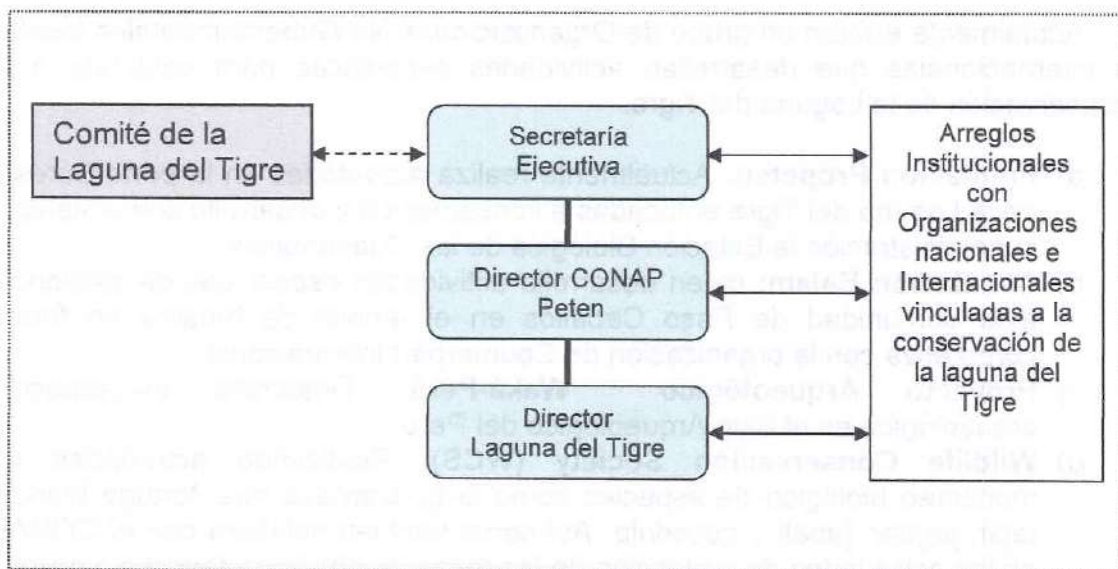 Comité de la
Laguna del Tigre
Secretaría
Ejecutiva
Director CONAP
Peten
Director
Laguna del Tigre
Arreglos
Institucionales
con
Organizaciones
nacionales e
Internacionales
vinculadas a la
conservación de
la laguna del
Tigre